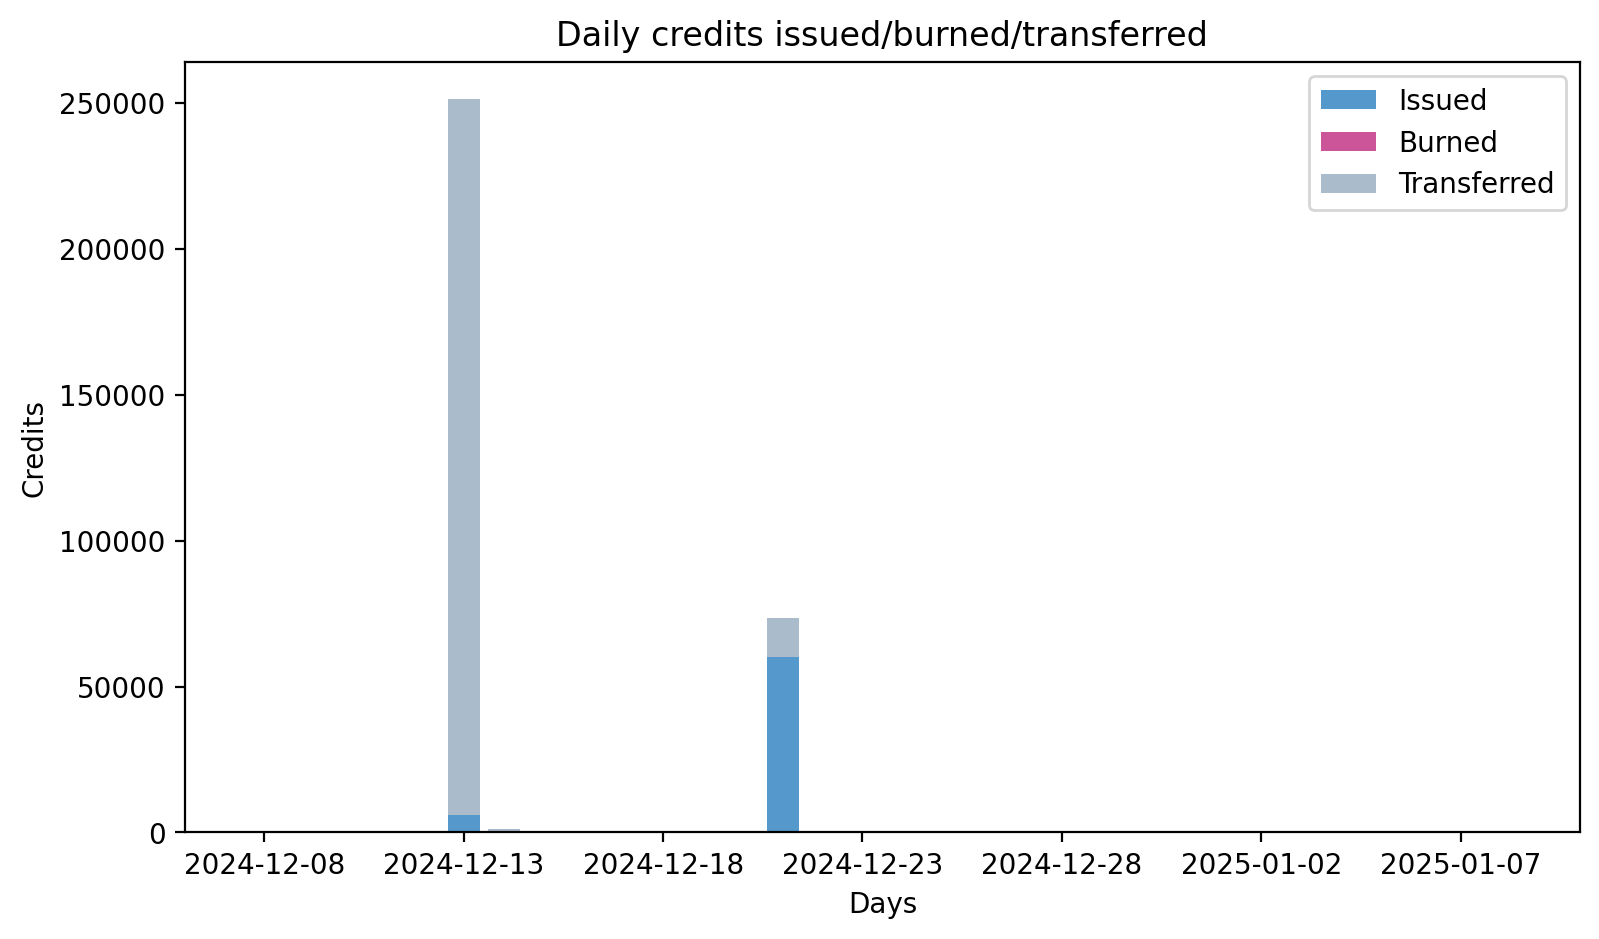 Daily credits issued/burned/transferred
250000
200000
150000
100000
50000
0
Credits
Issued
Burned
Transferred
2024-12-08 2024-12-13 2024-12-18 2024-12-23 2024-12-28 2025-01-02 2025-01-07
Days